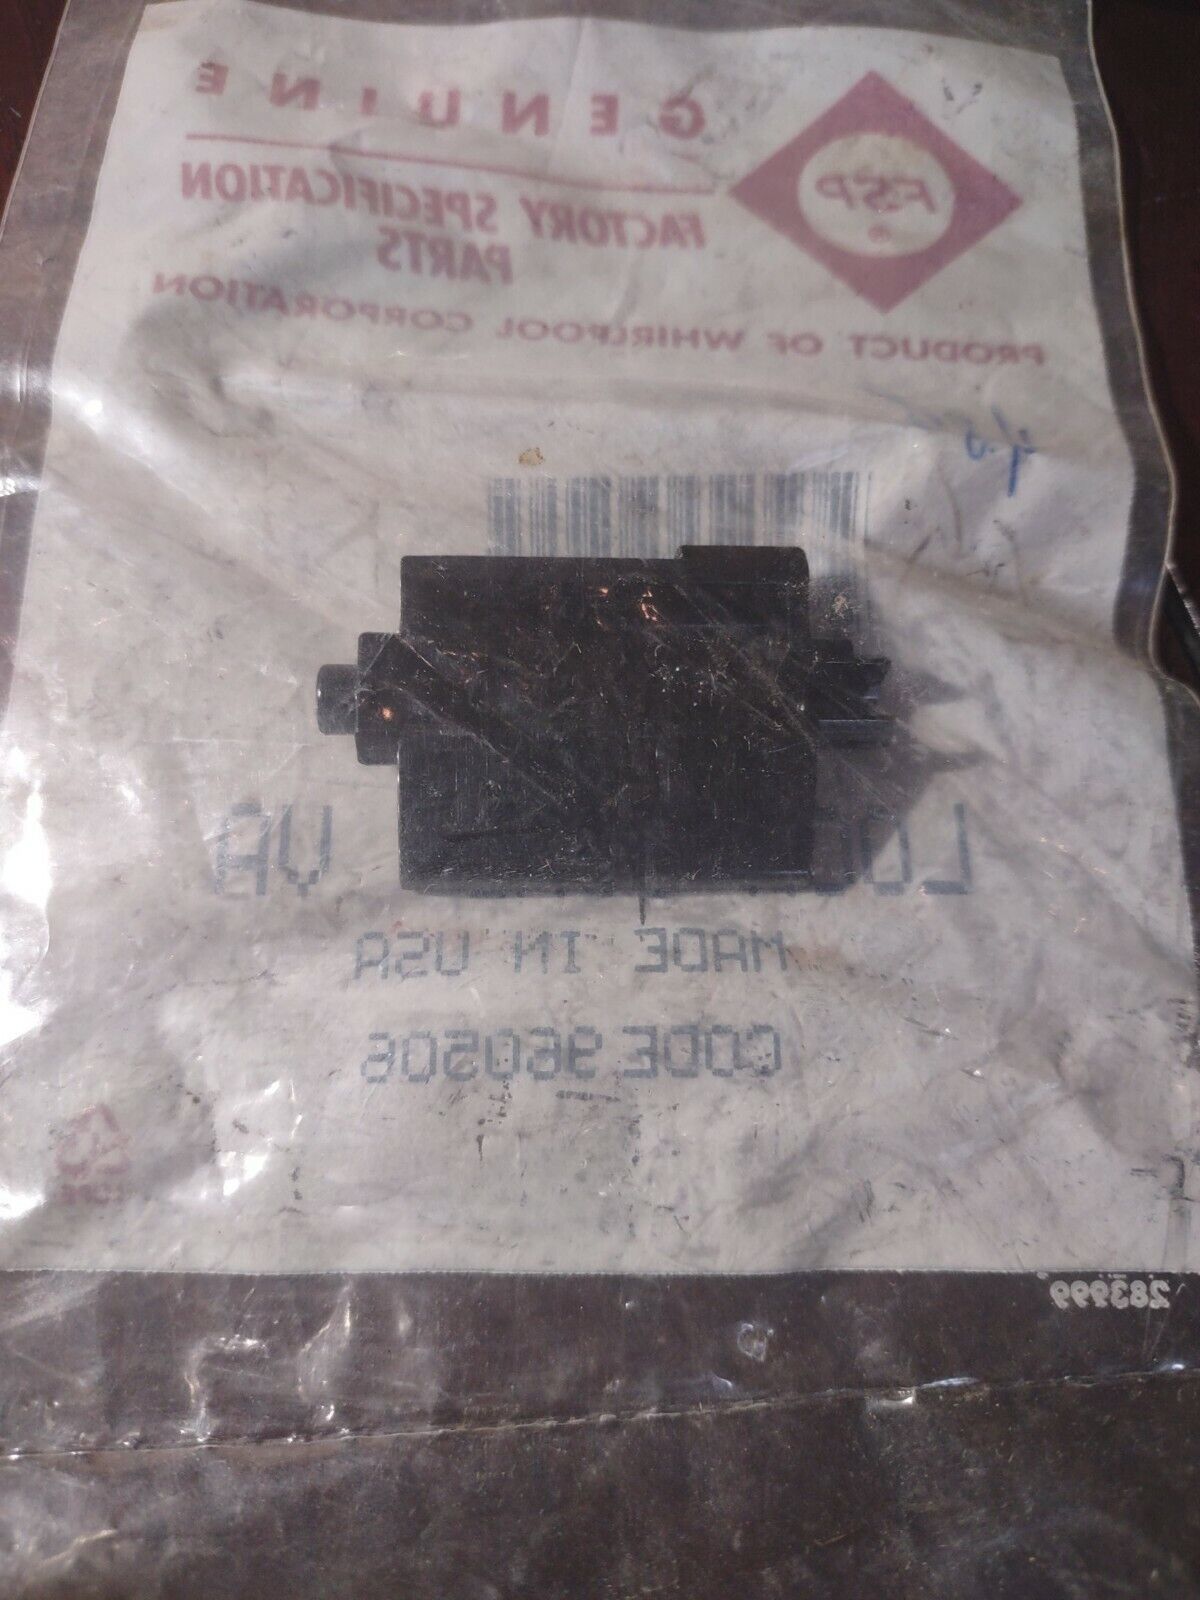 GENUINE
FSP
®
FACTORY SPECIFICATION
PARTS
PRODUCT OF WHIRLPOOL CORPORATION
VA
MADE IN USA
CODE 960506
283999